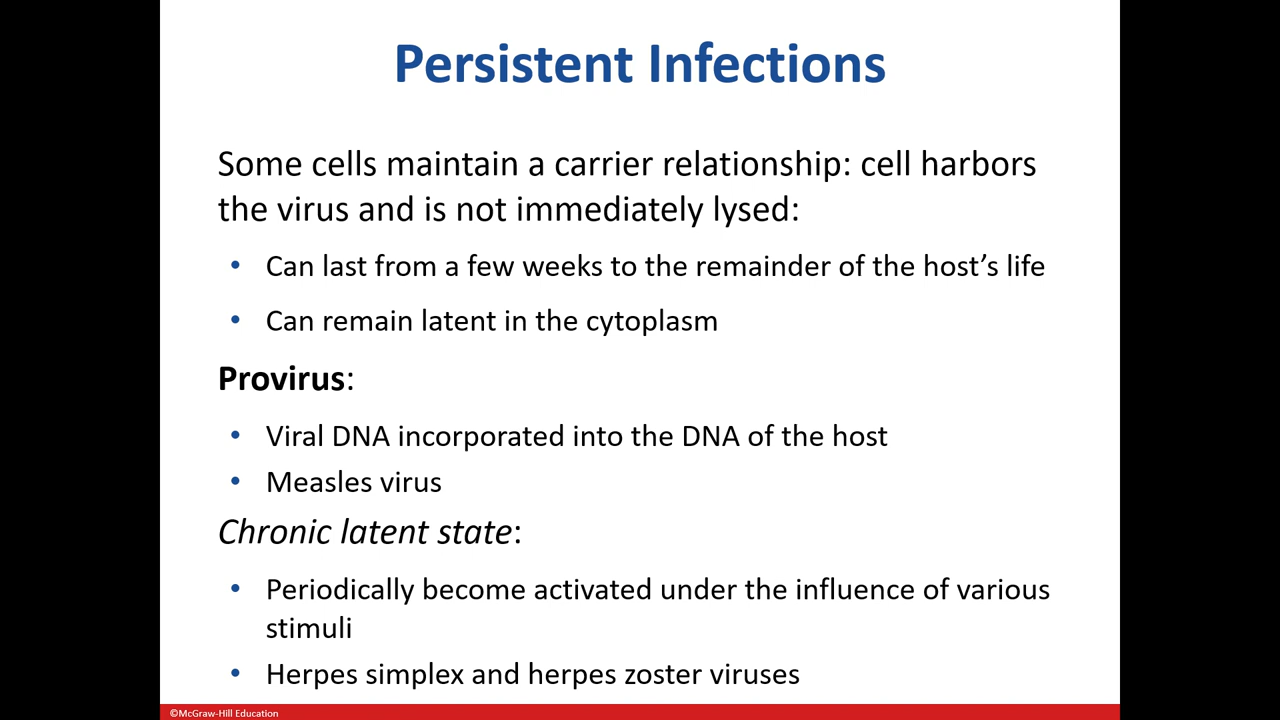 Persistent Infections
Some cells maintain a carrier relationship: cell harbors
the virus and is not immediately lysed:
• Can last from a few weeks to the remainder of the host’s life
• Can remain latent in the cytoplasm
Provirus:
• Viral DNA incorporated into the DNA of the host
• Measles virus
Chronic latent state:
• Periodically become activated under the influence of various
stimuli
• Herpes simplex and herpes zoster viruses
©McGraw-Hill Education